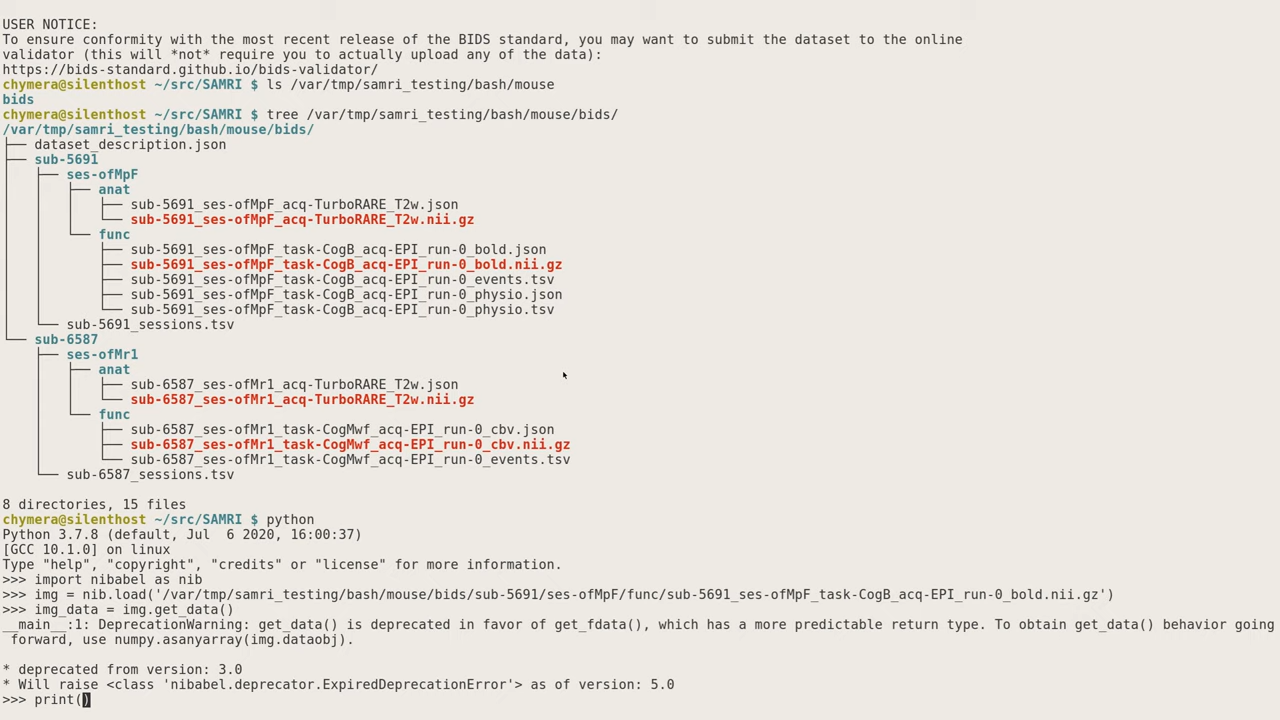 USER NOTICE:
To ensure conformity with the most recent release of the BIDS standard, you may want to submit the dataset to the online
validator (this will *not* require you to actually upload any of the data):
https://bids-standard.github.io/bids-validator/
chymera@silenthost ~/src/SAMRI $ ls /var/tmp/samri_testing/bash/mouse
bids
chymera@silenthost ~/src/SAMRI $ tree /var/tmp/samri_testing/bash/mouse/bids/
/var/tmp/samri_testing/bash/mouse/bids/
├── dataset_description.json
├── sub-5691
│   ├── ses-ofMpF
│   │   ├── anat
│   │   │   ├── sub-5691_ses-ofMpF_acq-TurboRARE_T2w.json
│   │   │   └── sub-5691_ses-ofMpF_acq-TurboRARE_T2w.nii.gz
│   │   └── func
│   │       ├── sub-5691_ses-ofMpF_task-CogB_acq-EPI_run-0_bold.json
│   │       ├── sub-5691_ses-ofMpF_task-CogB_acq-EPI_run-0_bold.nii.gz
│   │       ├── sub-5691_ses-ofMpF_task-CogB_acq-EPI_run-0_events.tsv
│   │       ├── sub-5691_ses-ofMpF_task-CogB_acq-EPI_run-0_physio.json
│   │       └── sub-5691_ses-ofMpF_task-CogB_acq-EPI_run-0_physio.tsv
│   └── sub-5691_sessions.tsv
└── sub-6587
    ├── ses-ofMr1
    │   ├── anat
    │   │   ├── sub-6587_ses-ofMr1_acq-TurboRARE_T2w.json
    │   │   └── sub-6587_ses-ofMr1_acq-TurboRARE_T2w.nii.gz
    │   └── func
    │       ├── sub-6587_ses-ofMr1_task-CogMwf_acq-EPI_run-0_cbv.json
    │       ├── sub-6587_ses-ofMr1_task-CogMwf_acq-EPI_run-0_cbv.nii.gz
    │       └── sub-6587_ses-ofMr1_task-CogMwf_acq-EPI_run-0_events.tsv
    └── sub-6587_sessions.tsv
8 directories, 15 files
chymera@silenthost ~/src/SAMRI $ python
Python 3.7.8 (default, Jul  6 2020, 16:00:37)
[GCC 10.1.0] on linux
Type "help", "copyright", "credits" or "license" for more information.
>>> import nibabel as nib
>>> img = nib.load('/var/tmp/samri_testing/bash/mouse/bids/sub-5691/ses-ofMpF/func/sub-5691_ses-ofMpF_task-CogB_acq-EPI_run-0_bold.nii.gz')
>>> img_data = img.get_data()
__main__:1: DeprecationWarning: get_data() is deprecated in favor of get_fdata(), which has a more predictable return type. To obtain get_data() behavior going
 forward, use numpy.asanyarray(img.dataobj).
* deprecated from version: 3.0
* Will raise <class 'nibabel.deprecator.ExpiredDeprecationError'> as of version: 5.0
>>> print()